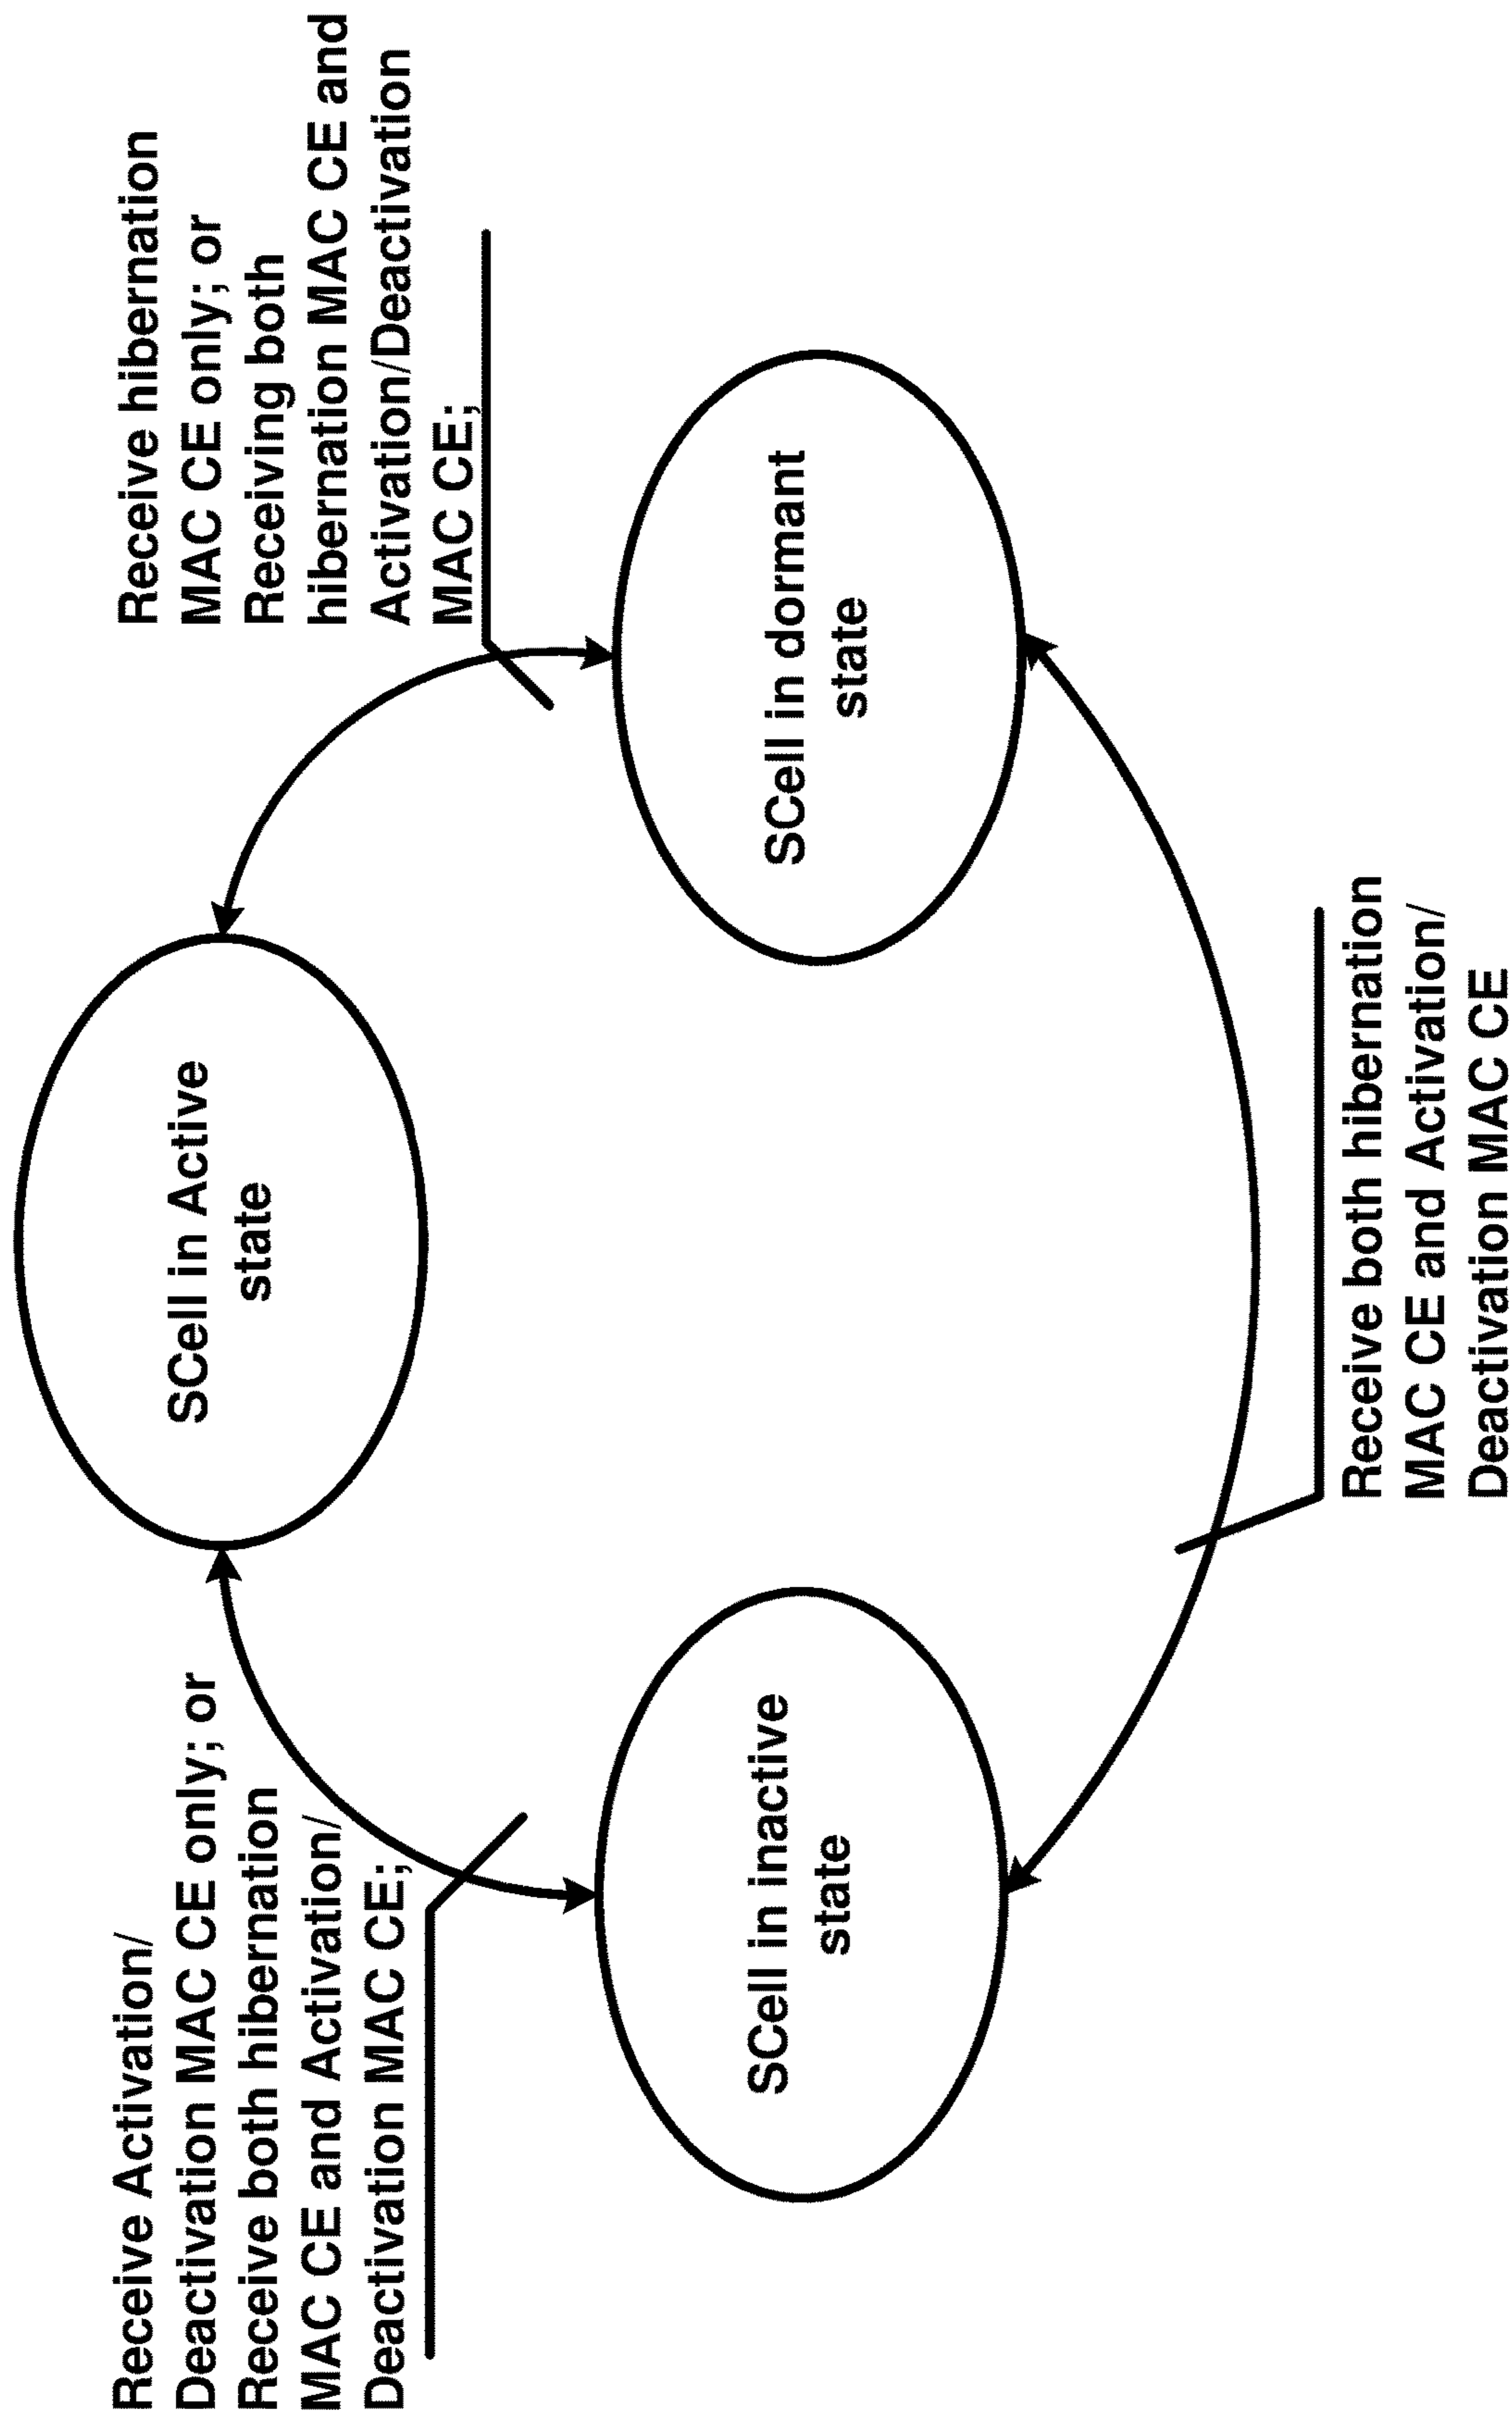 Receive Activation/
Deactivation MAC CE only; or
Receive both hibernation
MAC CE and Activation/
Deactivation MAC CE;
SCell in Active
state
Receive hibernation
MAC CE only; or
Receiving both
hibernation MAC CE and
Activation/Deactivation
MAC CE;
SCell in inactive
state
SCell in dormant
state
Receive both hibernation
MAC CE and Activation/
Deactivation MAC CE